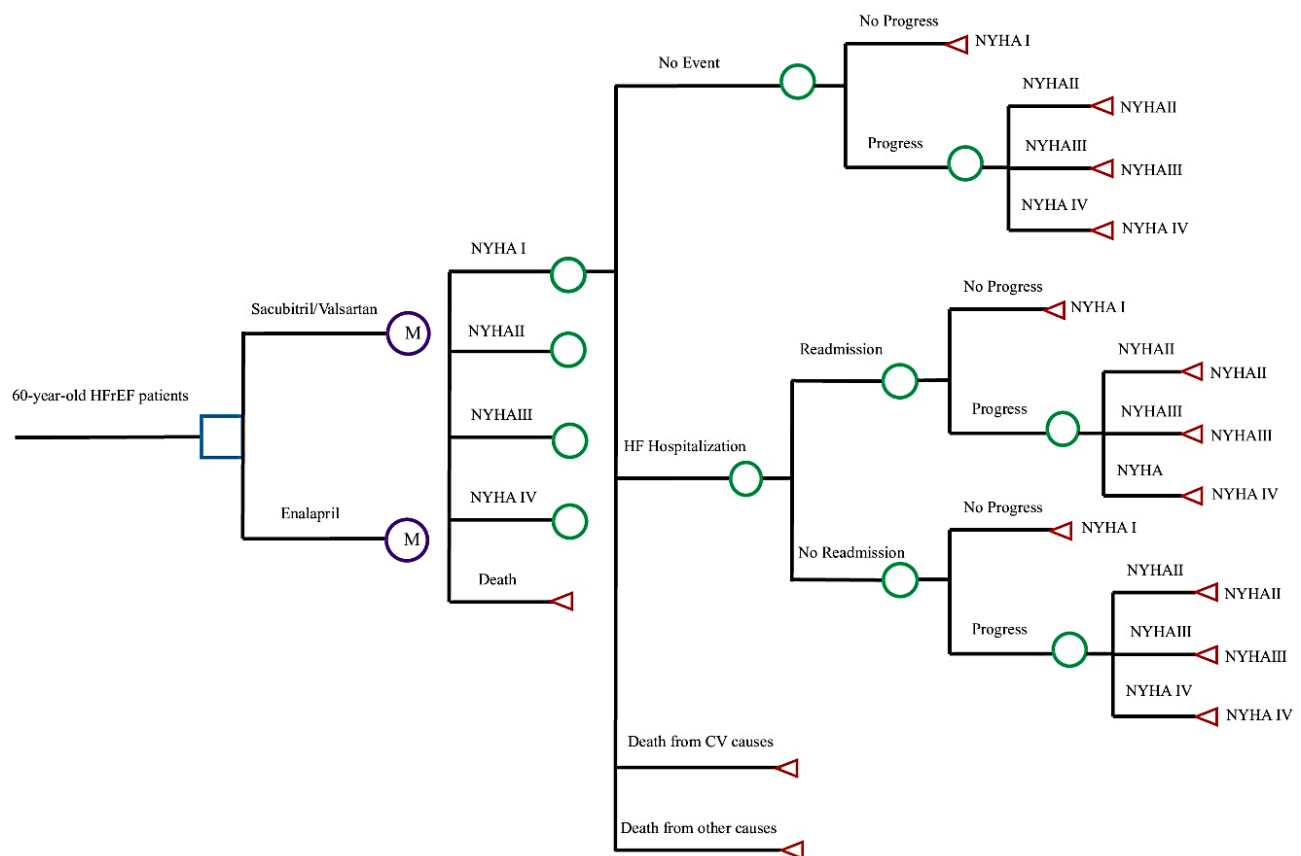 No Progress
NYHA I
No Event
NYHAII
NYHAII
Progress
NYHAIII
NYHAIII
NYHA IV
NYHA IV
60-year-old HFrEF patients
Sacubitril/Valsartan
M
Enalapril
M
NYHA I
NYHAII
NYHAIII
NYHA IV
Death
HF Hospitalization
Readmission
No Progress
NYHA I
Progress
NYHAII
NYHAII
NYHAIII
NYHAIII
NYHA
NYHA IV
No Readmission
No Progress
NYHA I
Progress
NYHAII
NYHAII
NYHAIII
NYHAIII
NYHA IV
NYHA IV
Death from CV causes
Death from other causes